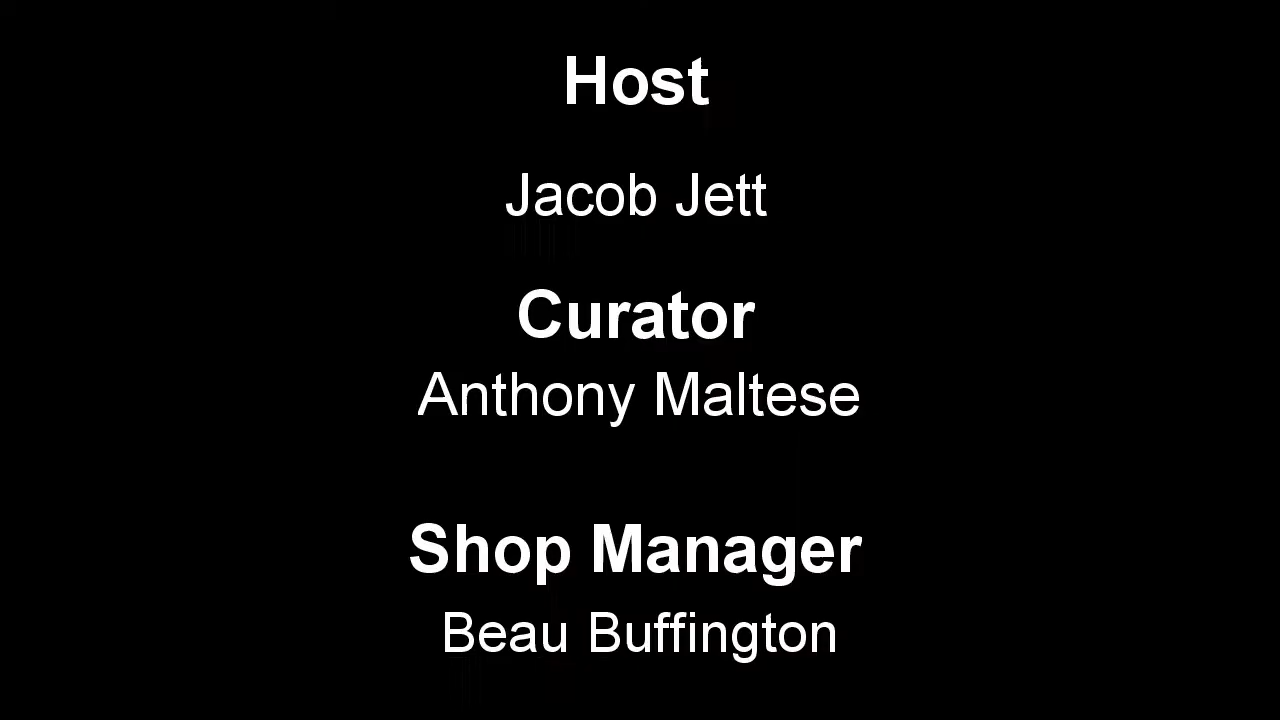 Host
Jacob Jett
Curator
Anthony Maltese
Shop Manager
Beau Buffington